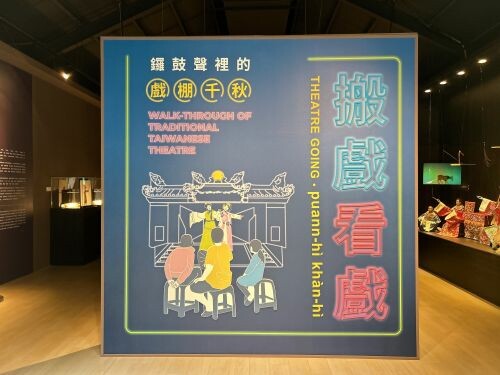 鑼鼓聲裡的
戲棚千秋
WALK-THROUGH OF
TRADITIONAL
TAIWANESE
THEATRE
搬戲看戲
THEATRE GOING · puann-hì khàn-hì